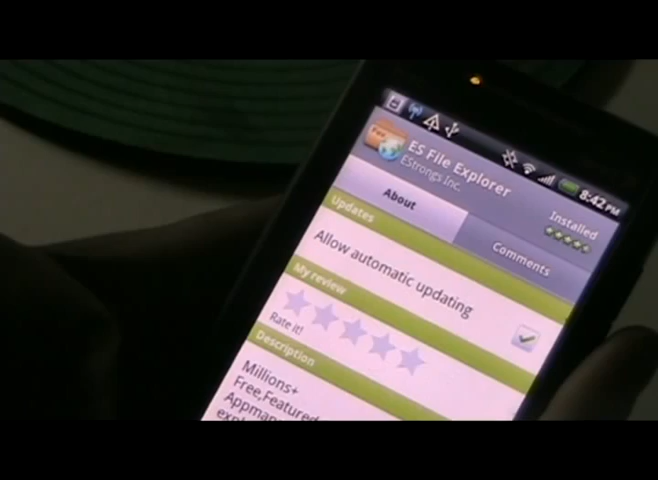 8:42 PM
Free
ES File Explorer
EStrongs Inc.
Installed
About
Comments
Updates
Allow automatic updating
My review
Rate it!
Description
Millions+
Free,Featured